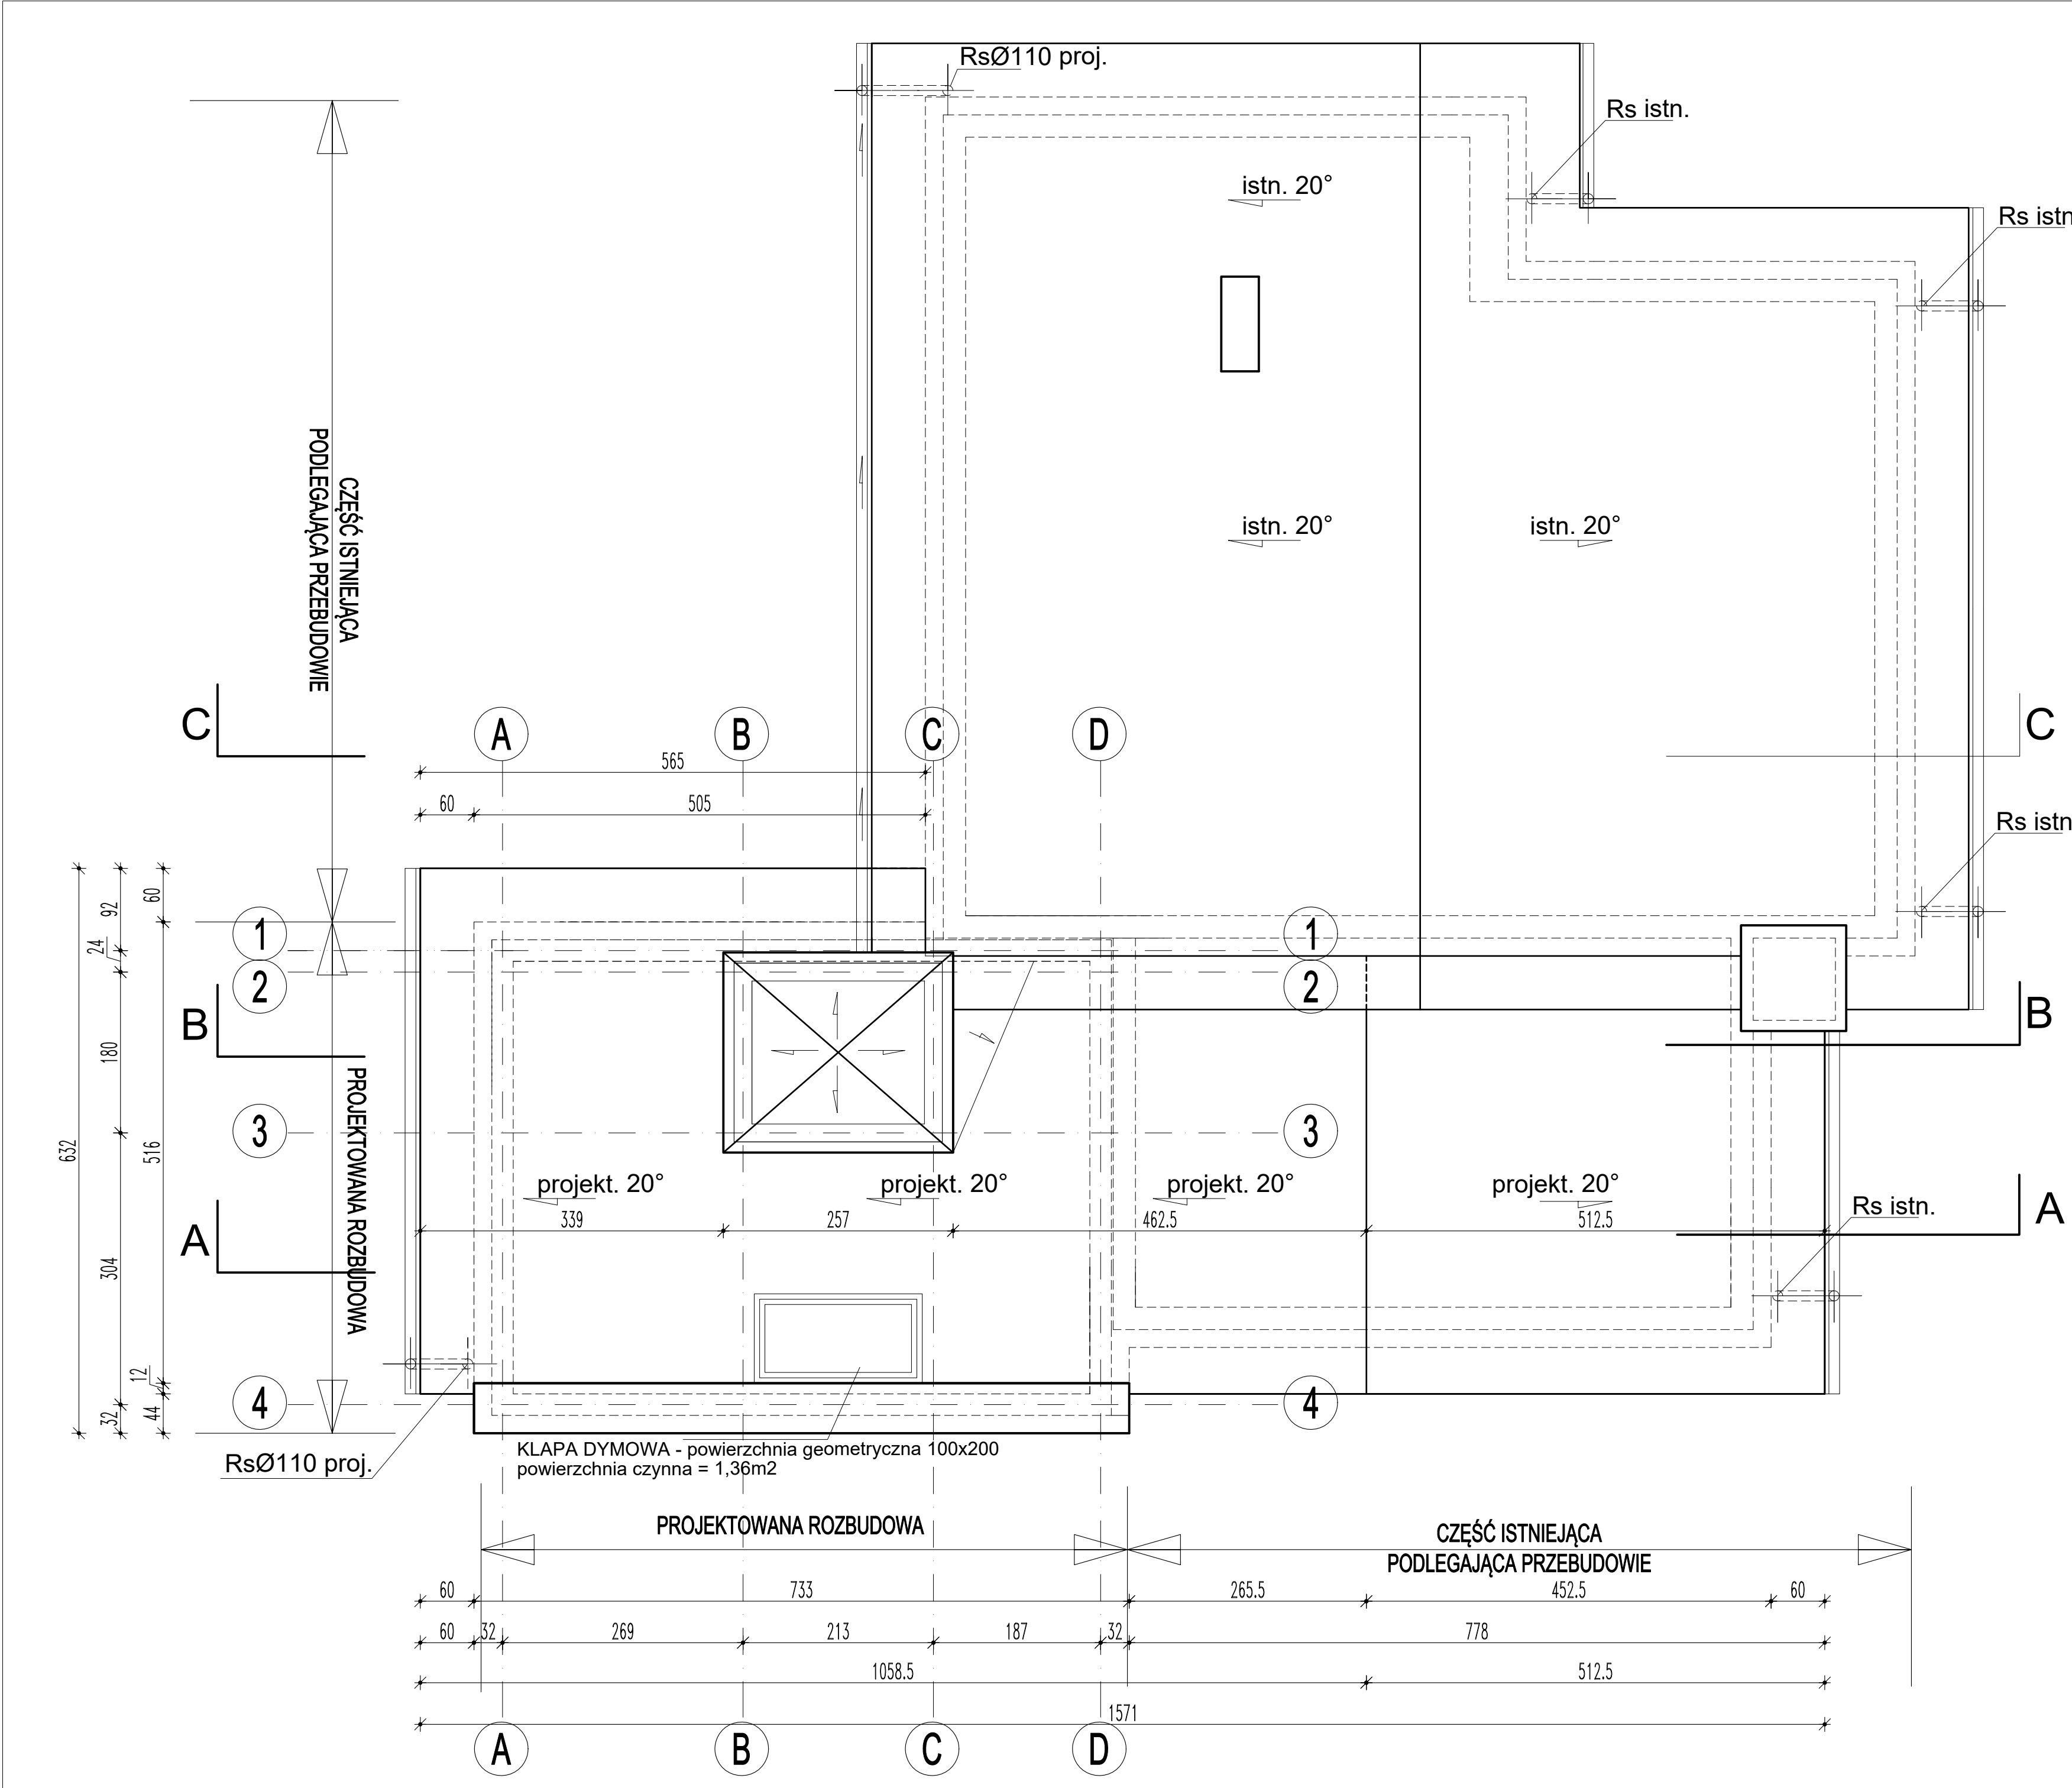 RsØ110 proj.
Rs istn.
Rs istn
istn. 20°
istn. 20°
istn. 20°
CZĘŚĆ ISTNIEJĄCA
PODLEGAJĄCA PRZEBUDOWIE
C
C
A
B
C
D
565
60
505
Rs istn
632
92
24
180
304
32
60
516
12
44
1
2
3
4
1
2
3
4
B
B
PROJEKTOWANA ROZBUDOWA
projekt. 20°
projekt. 20°
projekt. 20°
projekt. 20°
339
257
462.5
512.5
A
A
Rs istn.
RsØ110 proj.
KLAPA DYMOWA - powierzchnia geometryczna 100x200
powierzchnia czynna = 1,36m2
PROJEKTOWANA ROZBUDOWA
CZĘŚĆ ISTNIEJĄCA
PODLEGAJĄCA PRZEBUDOWIE
60
733
265.5
452.5
60
60
32
269
213
187
32
778
1058.5
512.5
1571
A
B
C
D